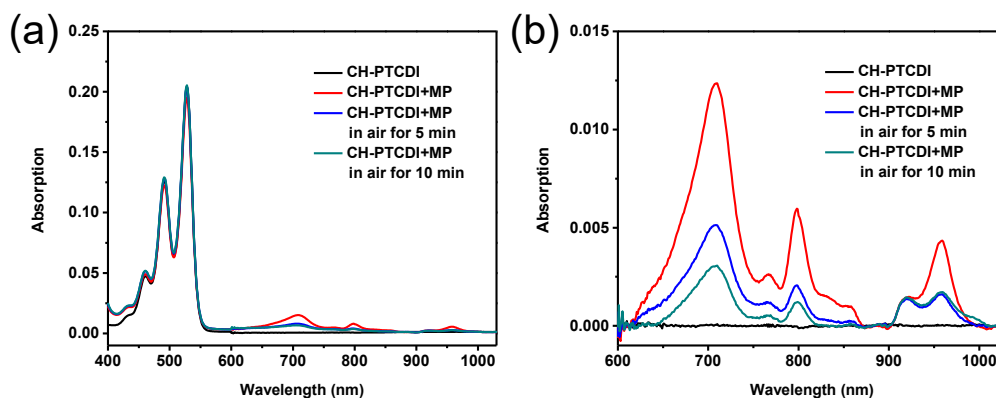 (a)
0.25
0.20
0.15
0.10
0.05
0.00
Absorption
400 500 600 700 800 900 1000
Wavelength (nm)
CH-PTCDI
CH-PTCDI+MP
CH-PTCDI+MP
in air for 5 min
CH-PTCDI+MP
in air for 10 min
(b)
0.015
0.010
0.005
0.000
Absorption
600 700 800 900 1000
Wavelength (nm)
CH-PTCDI
CH-PTCDI+MP
CH-PTCDI+MP
in air for 5 min
CH-PTCDI+MP
in air for 10 min